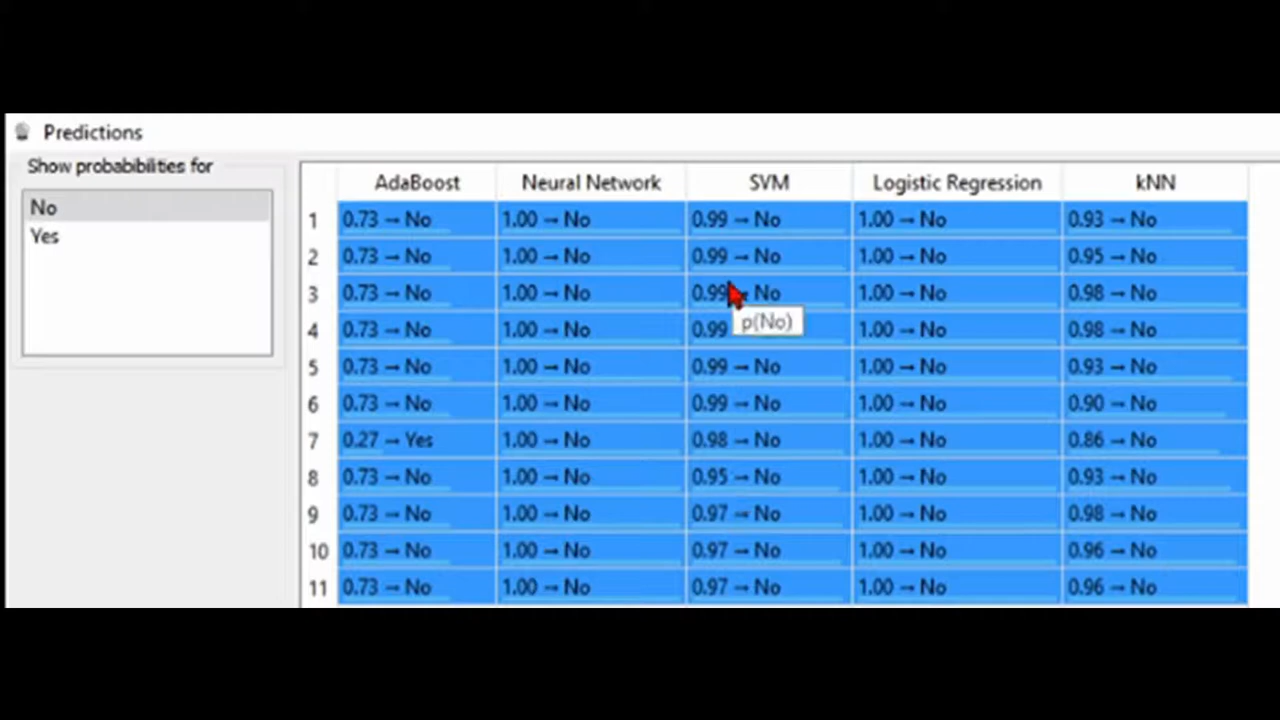 Predictions
Show probabilities for
No
Yes
AdaBoost Neural Network SVM Logistic Regression kNN
1 0.73 → No 1.00 → No 0.99 → No 1.00 → No 0.93 → No
2 0.73 → No 1.00 → No 0.99 → No 1.00 → No 0.95 → No
3 0.73 → No 1.00 → No 0.99 → No 1.00 → No 0.98 → No
p(No)
4 0.73 → No 1.00 → No 0.99 1.00 → No 0.98 → No
5 0.73 → No 1.00 → No 0.99 → No 1.00 → No 0.93 → No
6 0.73 → No 1.00 → No 0.99 → No 1.00 → No 0.90 → No
7 0.27 → Yes 1.00 → No 0.98 → No 1.00 → No 0.86 → No
8 0.73 → No 1.00 → No 0.95 → No 1.00 → No 0.93 → No
9 0.73 → No 1.00 → No 0.97 → No 1.00 → No 0.98 → No
10 0.73 → No 1.00 → No 0.97 → No 1.00 → No 0.96 → No
11 0.73 → No 1.00 → No 0.97 → No 1.00 → No 0.96 → No